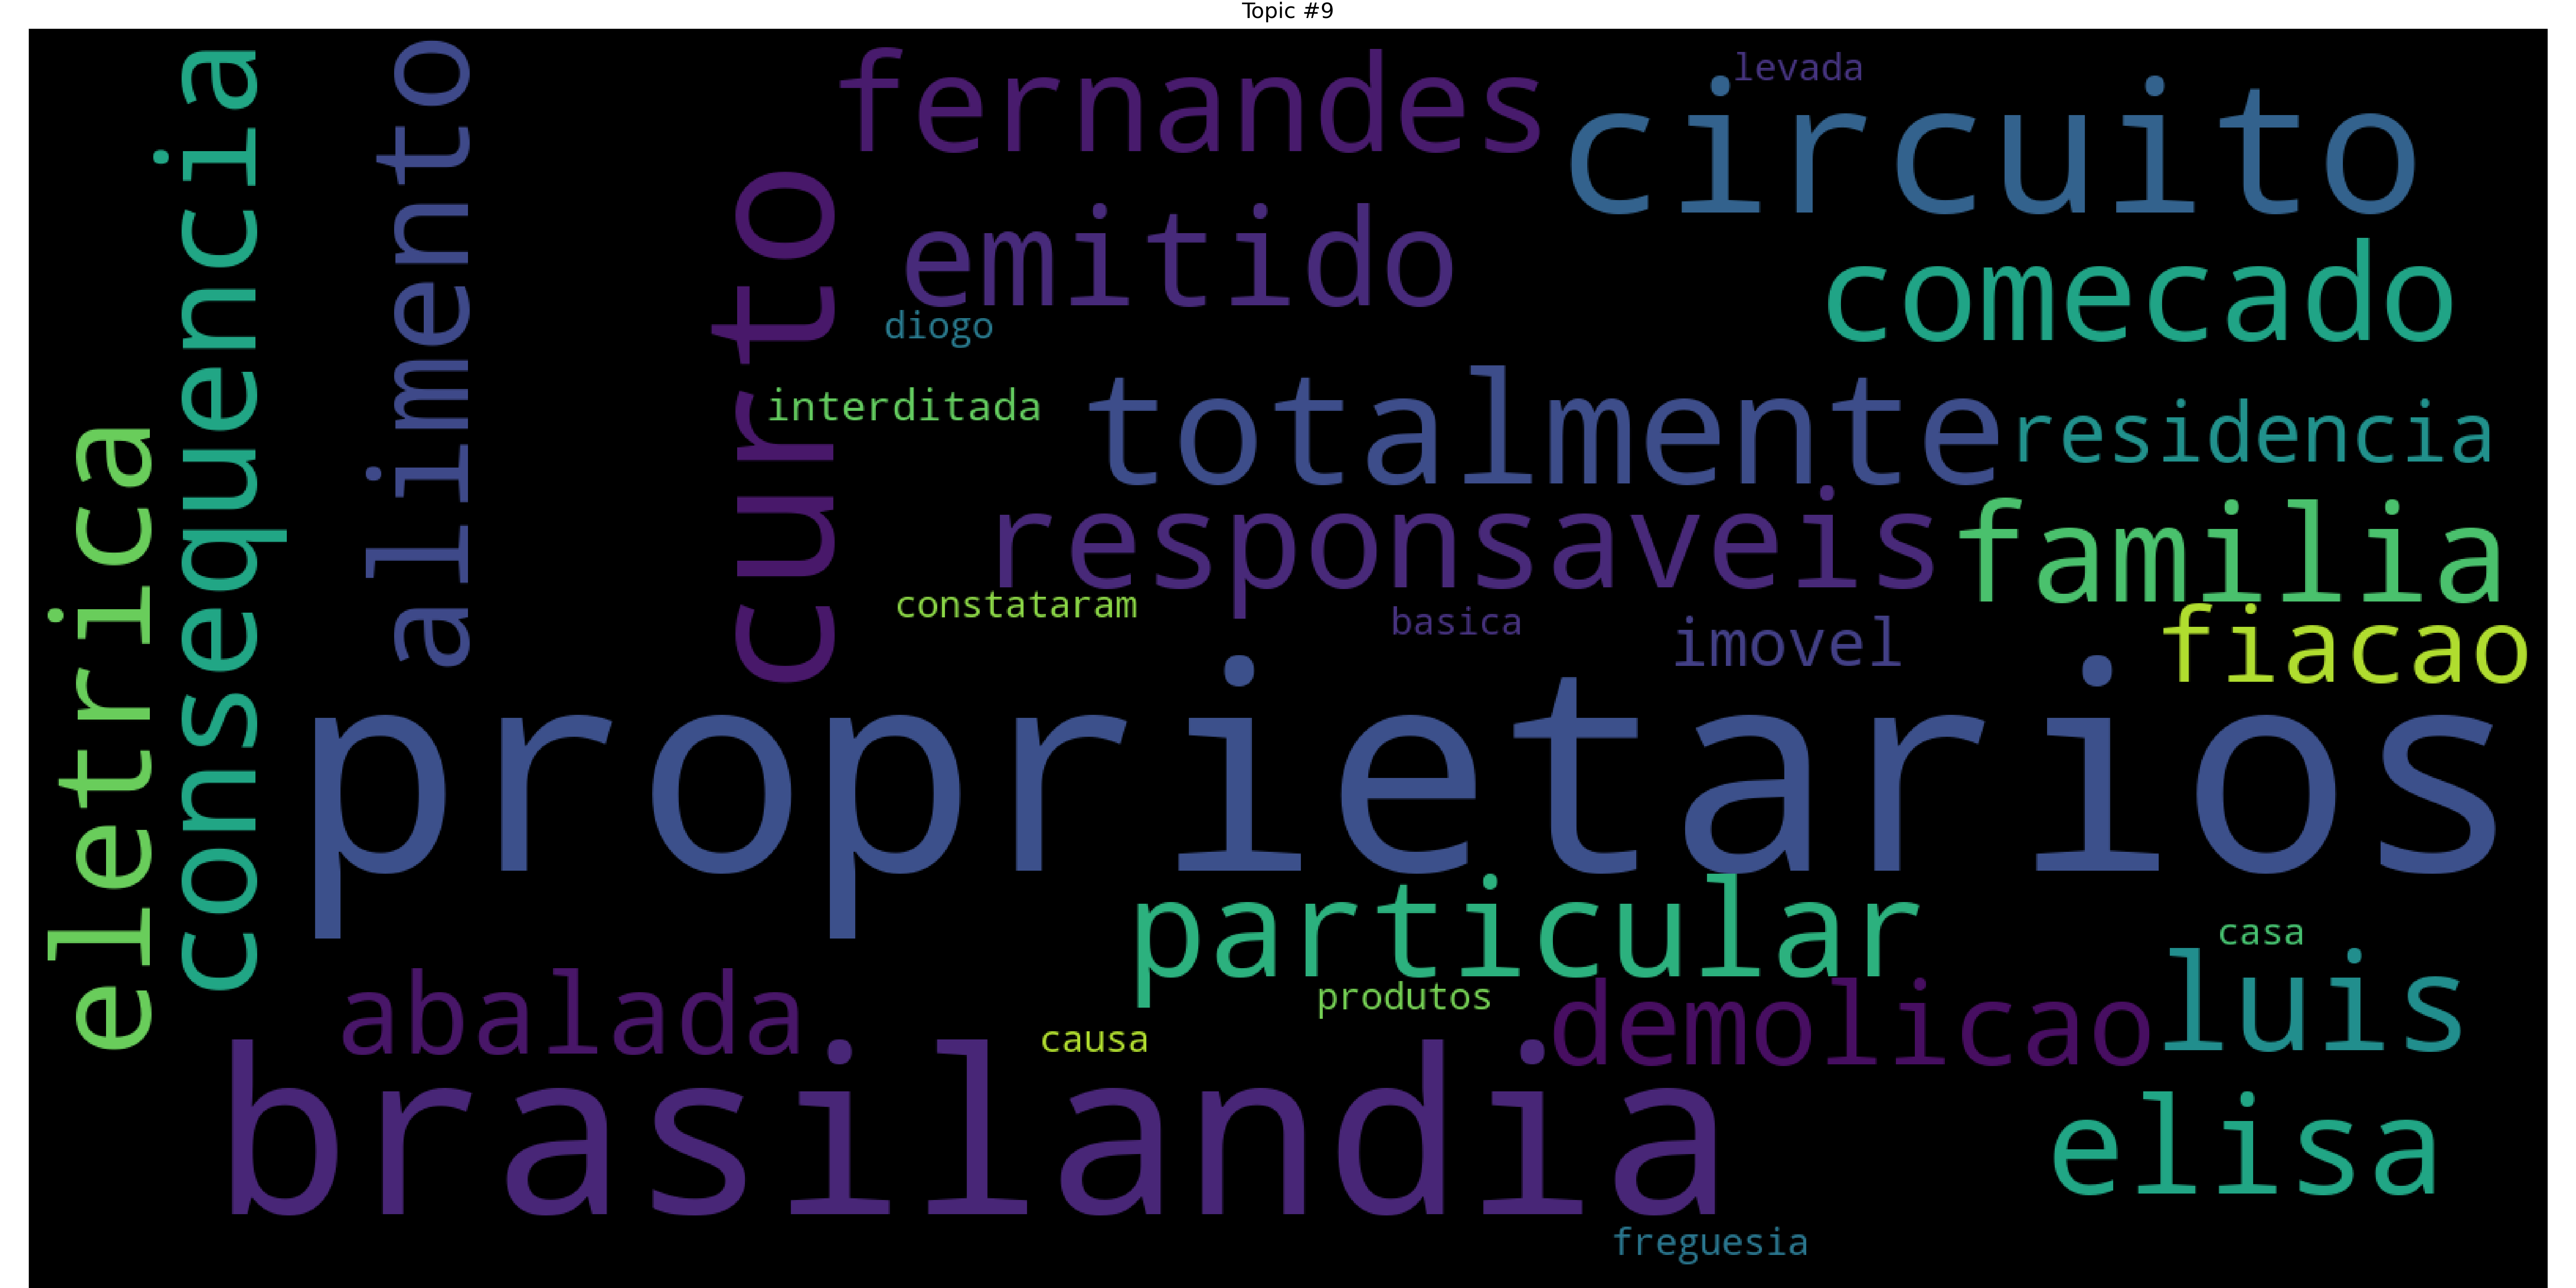 Topic #9
levada
fernandes
circuito
consequencia
alimento
curto
emitido
comecado
diogo
interditada
totalmente
residencia
eletrica
responsaveis
familia
constataram
basica
imovel
fiacao
proprietarios
particular
casa
abalada
produtos
demolicao
luis
causa
brasilandia
elisa
freguesia